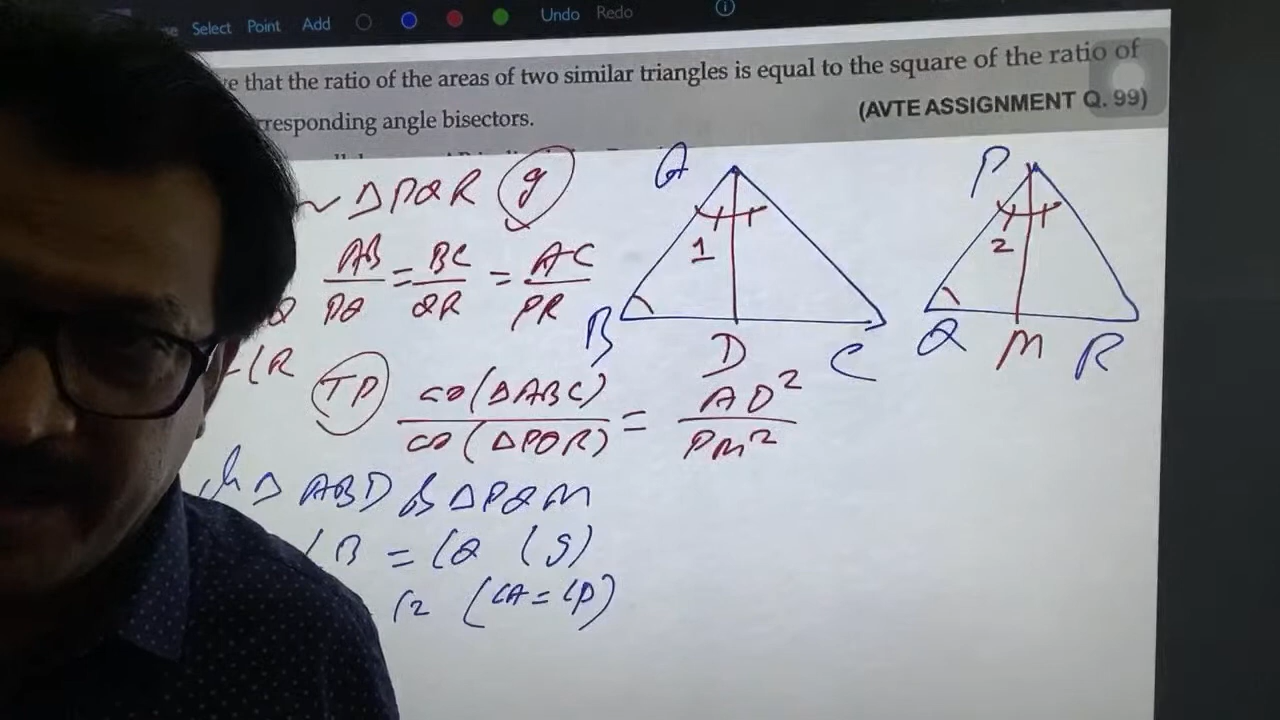 Select Point Add Undo Redo
e that the ratio of the areas of two similar triangles is equal to the square of the ratio of
rresponding angle bisectors. (AVTE ASSIGNMENT Q. 99)
~ ΔPQR (g)
AB/PQ = BC/QR = AC/PR
Q
R
TP ar(ΔABC)/ar(ΔPQR) = AD²/PM²
In Δ ABD & ΔPQM
∠B = ∠Q (g)
∠2 (∠A = ∠P)
1
B D C
P
2
Q M R